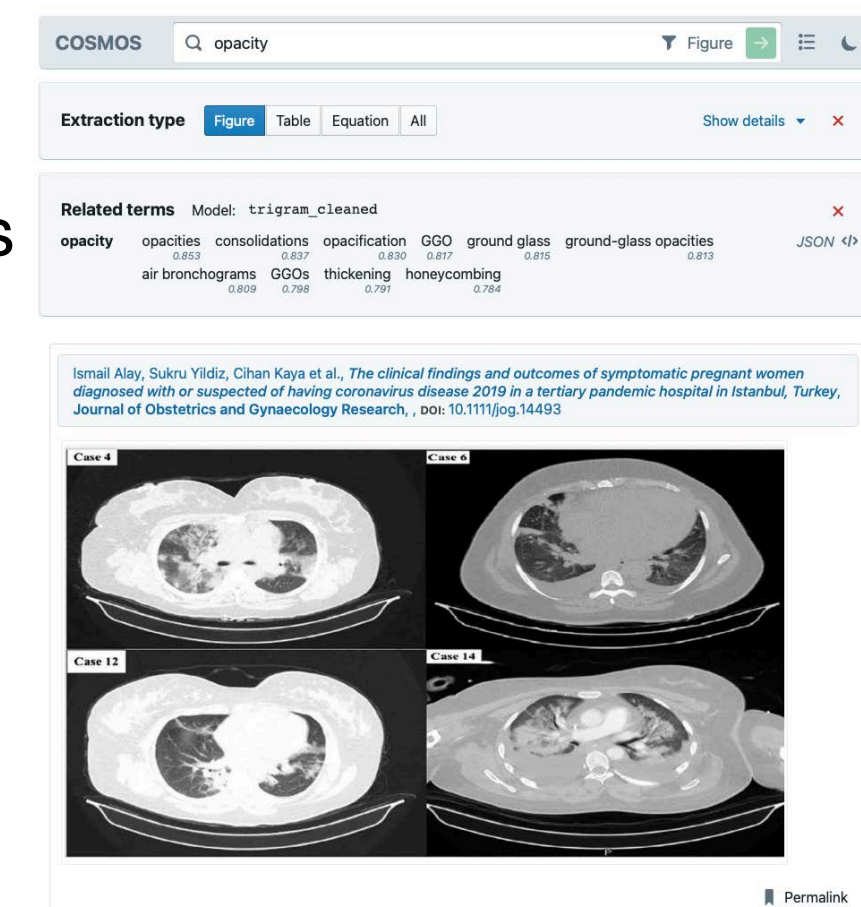 COSMOS opacity Figure
Extraction type Figure Table Equation All Show details
s
Related terms Model: trigram_cleaned
opacity opacities consolidations opacification GGO ground glass ground-glass opacities JSON </>
0.853 0.837 0.830 0.817 0.815 0.813
air bronchograms GGOs thickening honeycombing
0.809 0.798 0.791 0.784
Ismail Alay, Sukru Yildiz, Cihan Kaya et al., The clinical findings and outcomes of symptomatic pregnant women
diagnosed with or suspected of having coronavirus disease 2019 in a tertiary pandemic hospital in Istanbul, Turkey,
Journal of Obstetrics and Gynaecology Research, , DOI: 10.1111/jog.14493
Case 4 Case 6
Case 12 Case 14
P
Permalink